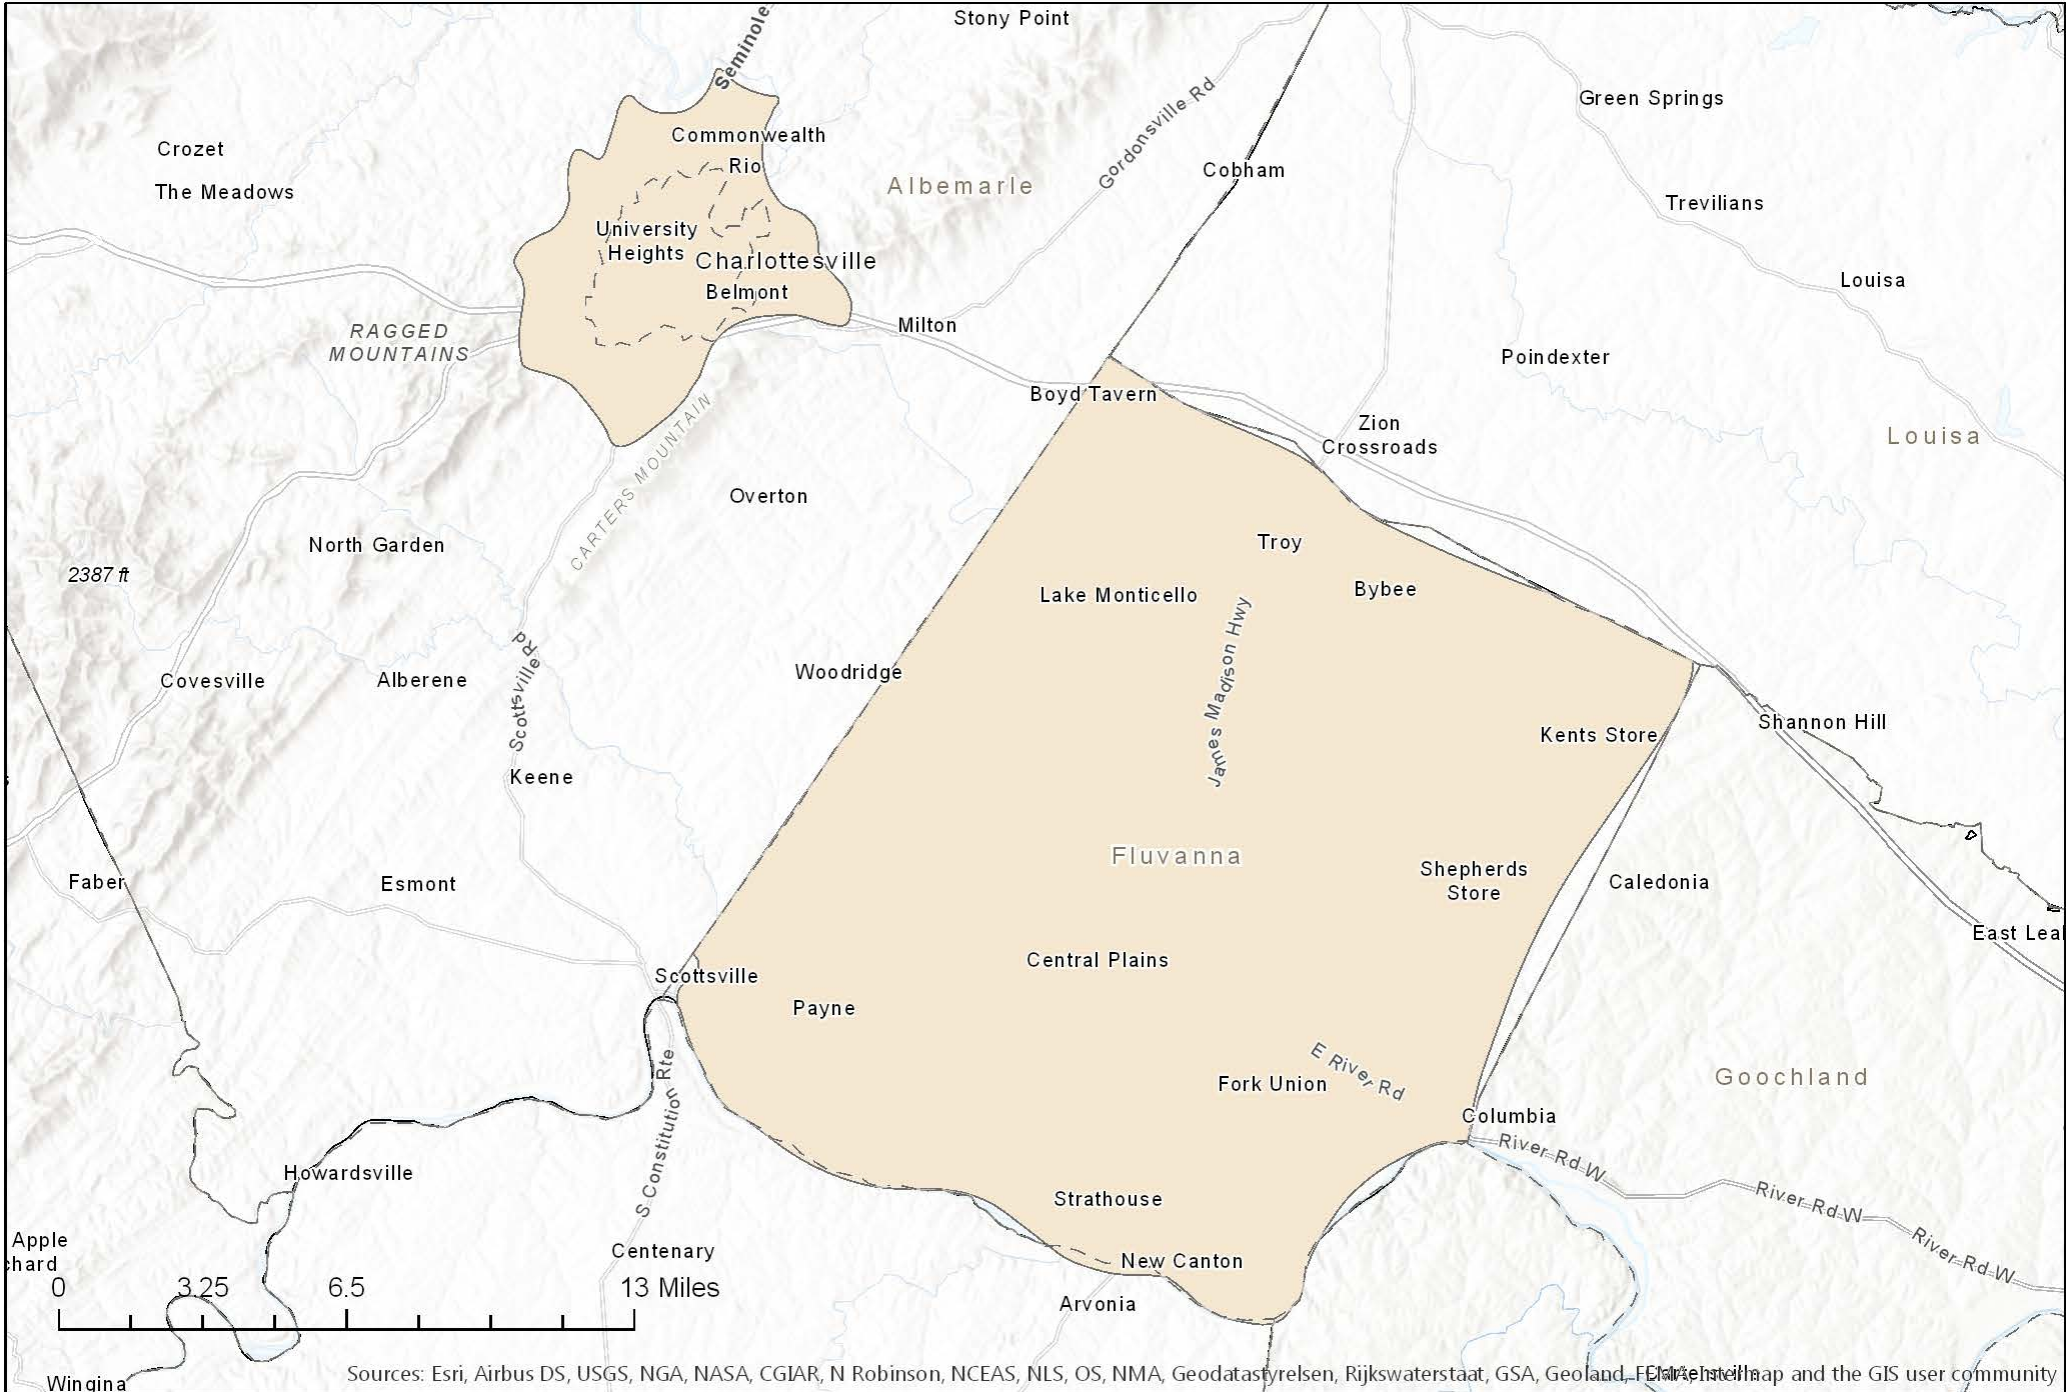 Stony Point
Seminole
Green Springs
Gordonsville Rd
Commonwealth
Crozet
Rio
Cobham
Albemarle
The Meadows
Trevilians
University
Heights
Charlottesville
Louisa
Belmont
Milton
RAGGED
MOUNTAINS
Poindexter
Boyd Tavern
Zion
Crossroads
Louisa
CARTERS MOUNTAIN
Overton
North Garden
Troy
2387 ft
Bybee
Lake Monticello
James Madison Hwy
Scottsville Rd
Woodridge
Covesville
Alberene
Shannon Hill
Kents Store
Keene
s
Fluvanna
Shepherds
Store
Faber
Esmont
Caledonia
East Leal
Central Plains
Scottsville
Payne
E River Rd
Goochland
Fork Union
S Constitution Rte
Columbia
River Rd W
Howardsville
Strathouse
River Rd W
River Rd W
Apple
chard
Centenary
New Canton
0 3.25 6.5 13 Miles
Arvonia
Sources: Esri, Airbus DS, USGS, NGA, NASA, CGIAR, N Robinson, NCEAS, NLS, OS, NMA, Geodatastyrelsen, Rijkswaterstaat, GSA, Geoland, FEMA, Intermap and the GIS user community
Wingina